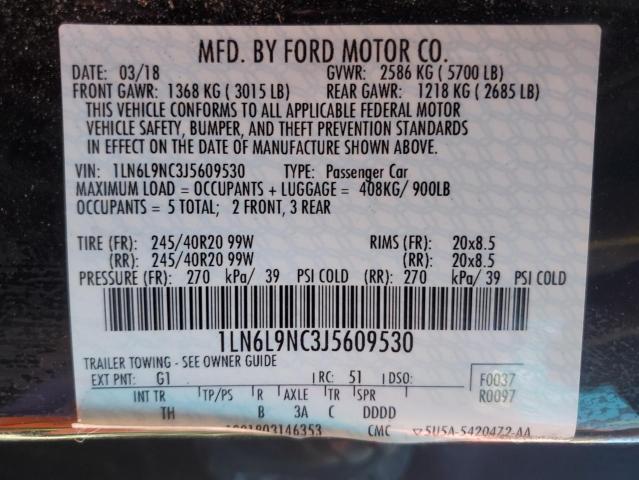 MFD. BY FORD MOTOR CO.
DATE: 03/18 GVWR: 2586 KG ( 5700 LB)
FRONT GAWR: 1368 KG ( 3015 LB) REAR GAWR: 1218 KG ( 2685 LB)
THIS VEHICLE CONFORMS TO ALL APPLICABLE FEDERAL MOTOR
VEHICLE SAFETY, BUMPER, AND THEFT PREVENTION STANDARDS
IN EFFECT ON THE DATE OF MANUFACTURE SHOWN ABOVE.
VIN: 1LN6L9NC3J5609530 TYPE: Passenger Car
MAXIMUM LOAD = OCCUPANTS + LUGGAGE = 408KG/ 900LB
OCCUPANTS = 5 TOTAL; 2 FRONT, 3 REAR
TIRE (FR): 245/40R20 99W RIMS (FR): 20x8.5
(RR): 245/40R20 99W (RR): 20x8.5
PRESSURE (FR): 270 kPa/ 39 PSI COLD (RR): 270 kPa/ 39 PSI COLD
1LN6L9NC3J5609530
TRAILER TOWING - SEE OWNER GUIDE
EXT PNT: G1 RC: 51 DSO: F0037
INT TR TP/PS R AXLE TR SPR R0097
TH B 3A C DDDD
1803146353 CMC 5U5A-5420472-AA